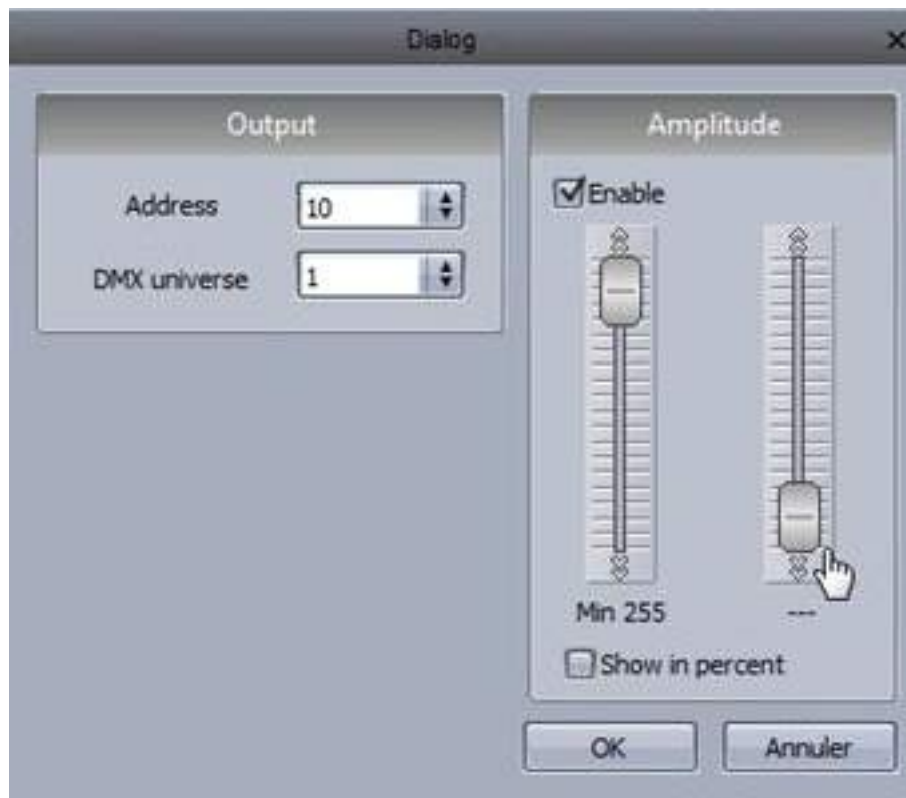 Dialog
Output
Address 10
DMX universe 1
Amplitude
Enable
Min 255 ---
Show in percent
OK Annuler